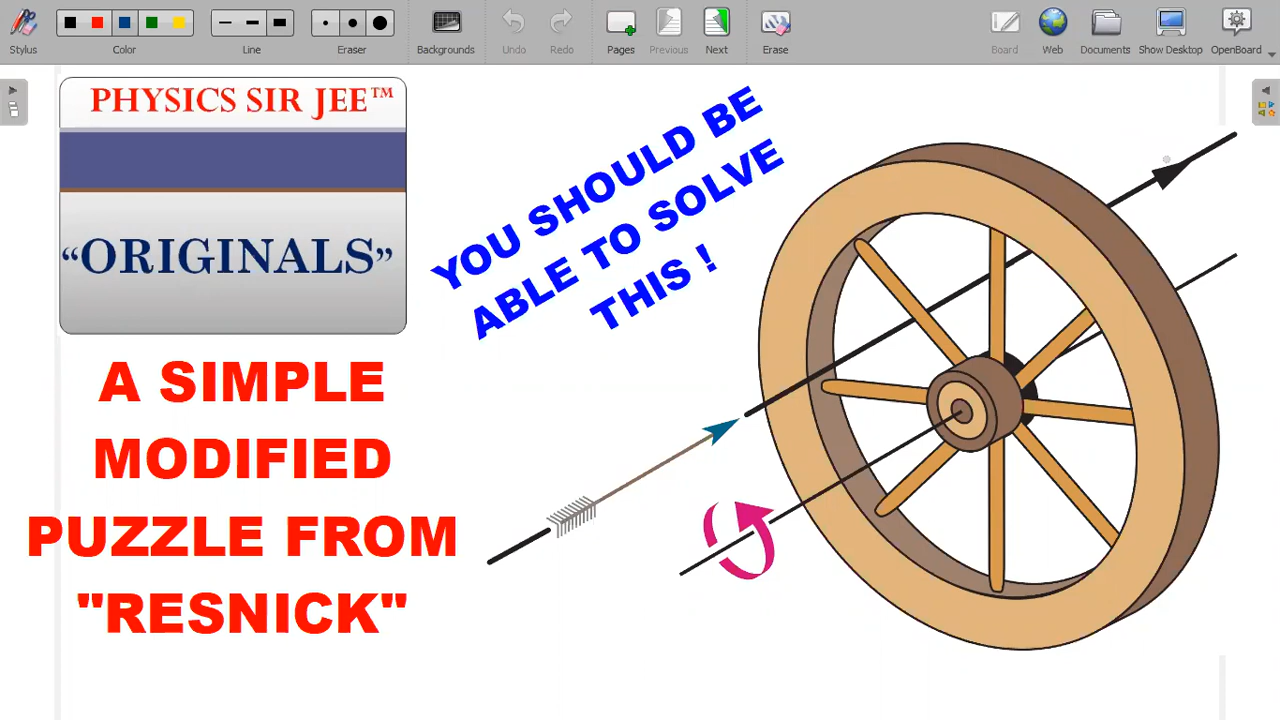 Stylus
Color
Line
Eraser
Backgrounds
Undo
Redo
Pages
Previous
Next
Erase
Board
Web
Documents
Show Desktop
OpenBoard
PHYSICS SIR JEE™
“ORIGINALS”
YOU SHOULD BE
ABLE TO SOLVE
THIS !
A SIMPLE
MODIFIED
PUZZLE FROM
"RESNICK"